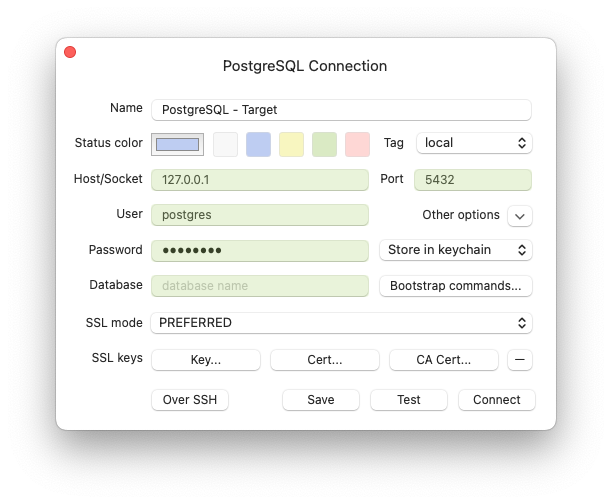 PostgreSQL Connection
Name PostgreSQL - Target
Status color Tag local
Host/Socket 127.0.0.1 Port 5432
User postgres Other options
Password ●●●●●●●● Store in keychain
Database database name Bootstrap commands...
SSL mode PREFERRED
SSL keys Key... Cert... CA Cert... —
Over SSH Save Test Connect